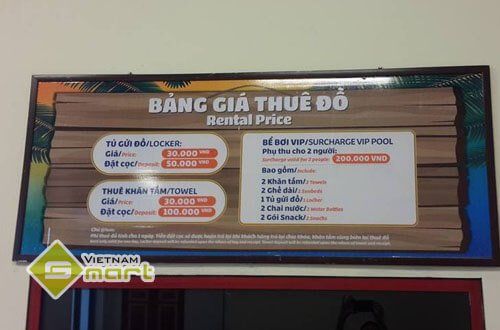 BẢNG GIÁ THUÊ ĐỒ
Rental Price
TỦ GỬI ĐỒ/LOCKER:
Giá/Price: 30.000 VND
Đặt cọc/Deposit: 50.000 VND
THUÊ KHĂN TẮM/TOWEL
Giá/Price: 30.000 VND
Đặt cọc/Deposit: 100.000 VND
BỂ BƠI VIP/SURCHARGE VIP POOL
Phụ thu cho 2 người:
Surcharge valid for 2 people: 200.000 VND
Bao gồm/Include:
2 Khăn tắm/2 Towels
2 Ghế dài/2 Sunbeds
1 Tủ gửi đồ/1 Locker
2 Chai nước/2 Water Bottles
2 Gói Snack/2 Snacks
VIETNAM
Smart